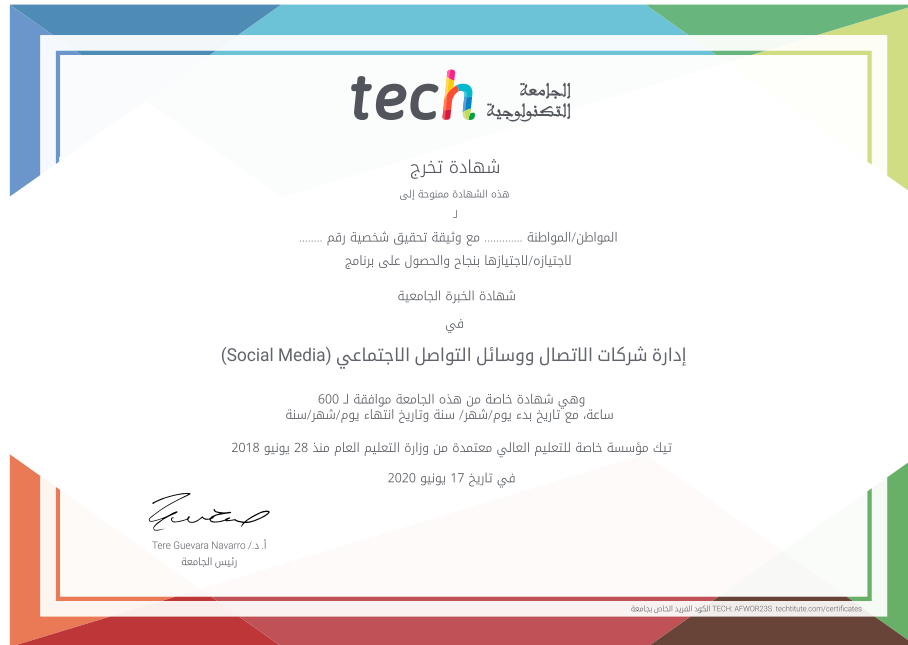 tech الجامعة
التكنولوجية
شهادة تخرج
هذه الشهادة ممنوحة إلى
لـ
المواطن/المواطنة ............. مع وثيقة تحقيق شخصية رقم ........
لاجتيازه/لاجتيازها بنجاح والحصول على برنامج
شهادة الخبرة الجامعية
في
إدارة شركات الاتصال ووسائل التواصل الاجتماعي (Social Media)
وهي شهادة خاصة من هذه الجامعة موافقة لـ 600
ساعة، مع تاريخ بدء يوم/شهر/ سنة وتاريخ انتهاء يوم/شهر/سنة
تيك مؤسسة خاصة للتعليم العالي معتمدة من وزارة التعليم العام منذ 28 يونيو 2018
في تاريخ 17 يونيو 2020
أ. د./ Tere Guevara Navarro
رئيس الجامعة
الكود الفريد الخاص بجامعة TECH: AFWOR23S techtitute.com/certificates